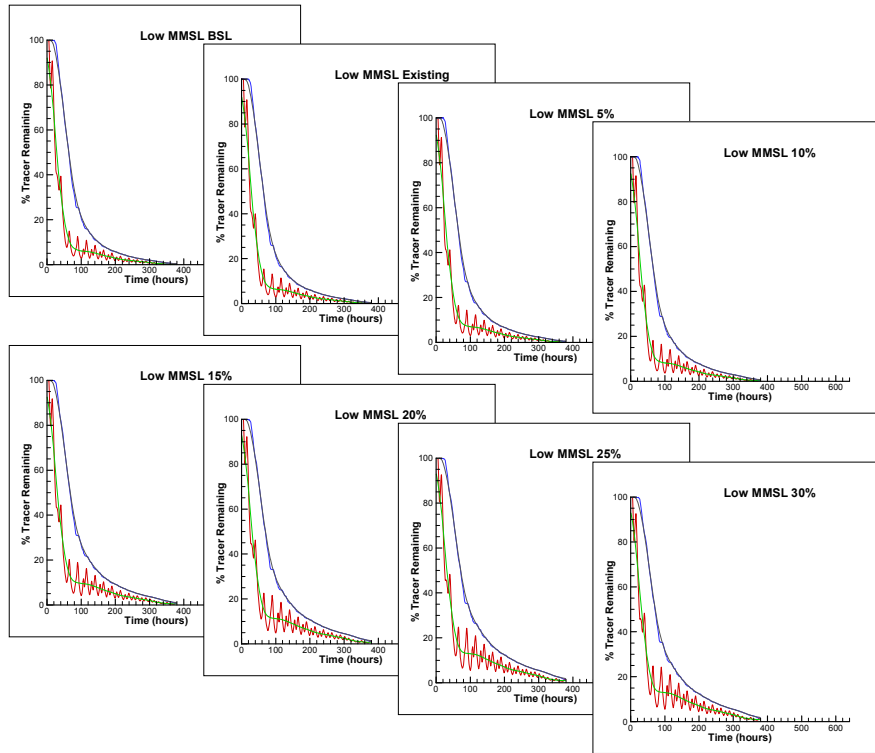 Low MMSL BSL
% Tracer Remaining
100
80
60
40
20
0
0 100 200 300 400
Time (hours)
Low MMSL Existing
% Tracer Remaining
100
80
60
40
20
0
0 100 200 300 400
Time (hours)
Low MMSL 5%
% Tracer Remaining
100
80
60
40
20
0
0 100 200 300 400
Time (hours)
Low MMSL 10%
% Tracer Remaining
100
80
60
40
20
0
0 100 200 300 400 500 600
Time (hours)
Low MMSL 15%
% Tracer Remaining
100
80
60
40
20
0
0 100 200 300 400
Time (hours)
Low MMSL 20%
% Tracer Remaining
100
80
60
40
20
0
0 100 200 300 400
Time (hours)
Low MMSL 25%
% Tracer Remaining
100
80
60
40
20
0
0 100 200 300 400
Time (hours)
Low MMSL 30%
% Tracer Remaining
100
80
60
40
20
0
0 100 200 300 400 500 600
Time (hours)